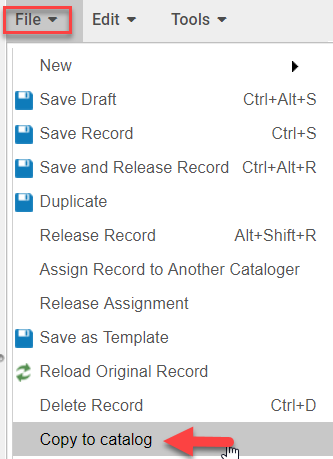 File Edit Tools
New
Save Draft Ctrl+Alt+S
Save Record Ctrl+S
Save and Release Record Ctrl+Alt+R
Duplicate
Release Record Alt+Shift+R
Assign Record to Another Cataloger
Release Assignment
Save as Template
Reload Original Record
Delete Record Ctrl+D
Copy to catalog